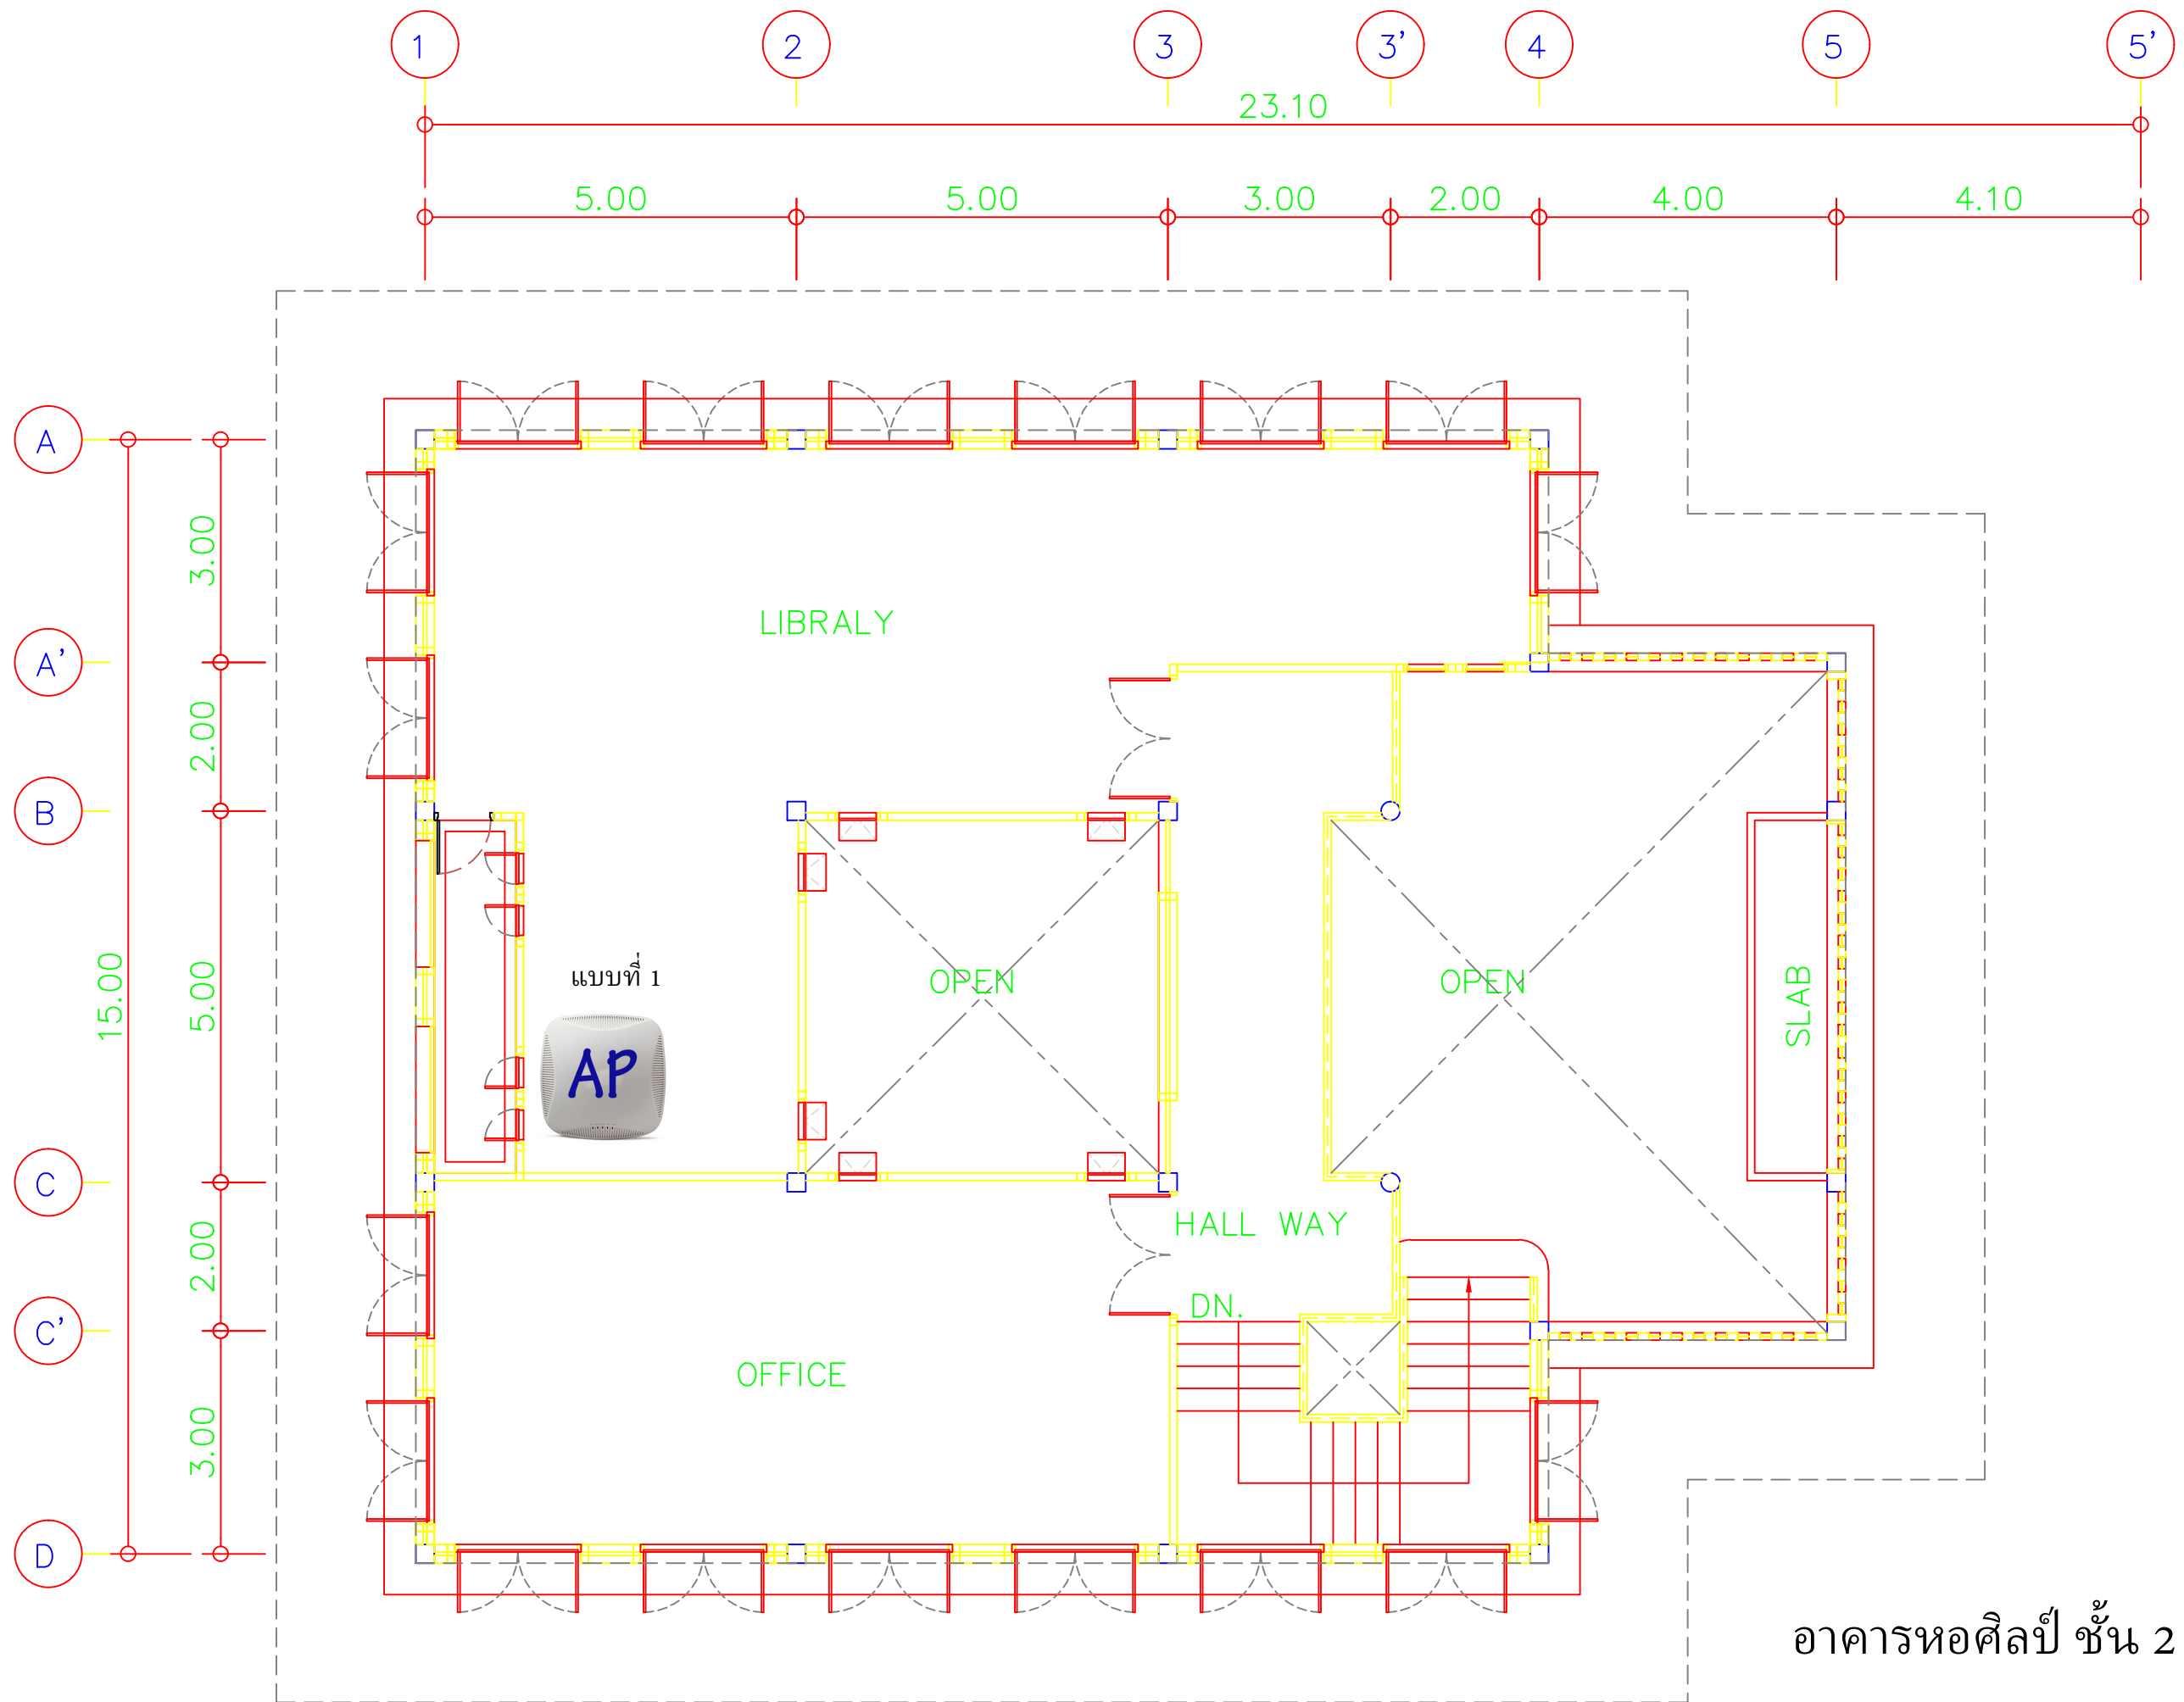 1 2 3 3' 4 5 5'
23.10
5.00 5.00 3.00 2.00 4.00 4.10
A
3.00
A'
LIBRALY
2.00
B
แบบที่ 1
15.00
5.00
OPEN
OPEN
SLAB
AP
C
HALL WAY
2.00
DN.
C'
OFFICE
3.00
D
อาคารหอศิลป์ ชั้น 2